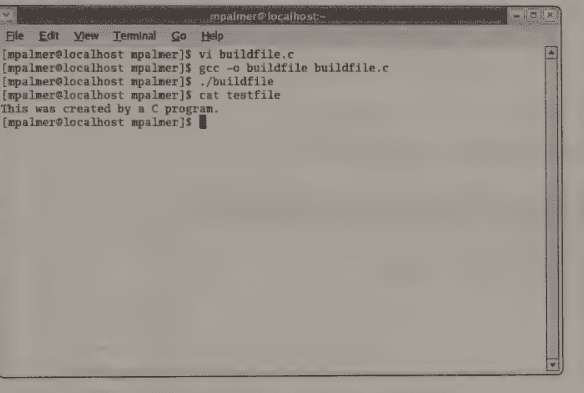 mpalmer@localhost:~
File Edit View Terminal Go Help
[mpalmer@localhost mpalmer]$ vi buildfile.c
[mpalmer@localhost mpalmer]$ gcc -o buildfile buildfile.c
[mpalmer@localhost mpalmer]$ ./buildfile
[mpalmer@localhost mpalmer]$ cat testfile
This was created by a C program.
[mpalmer@localhost mpalmer]$